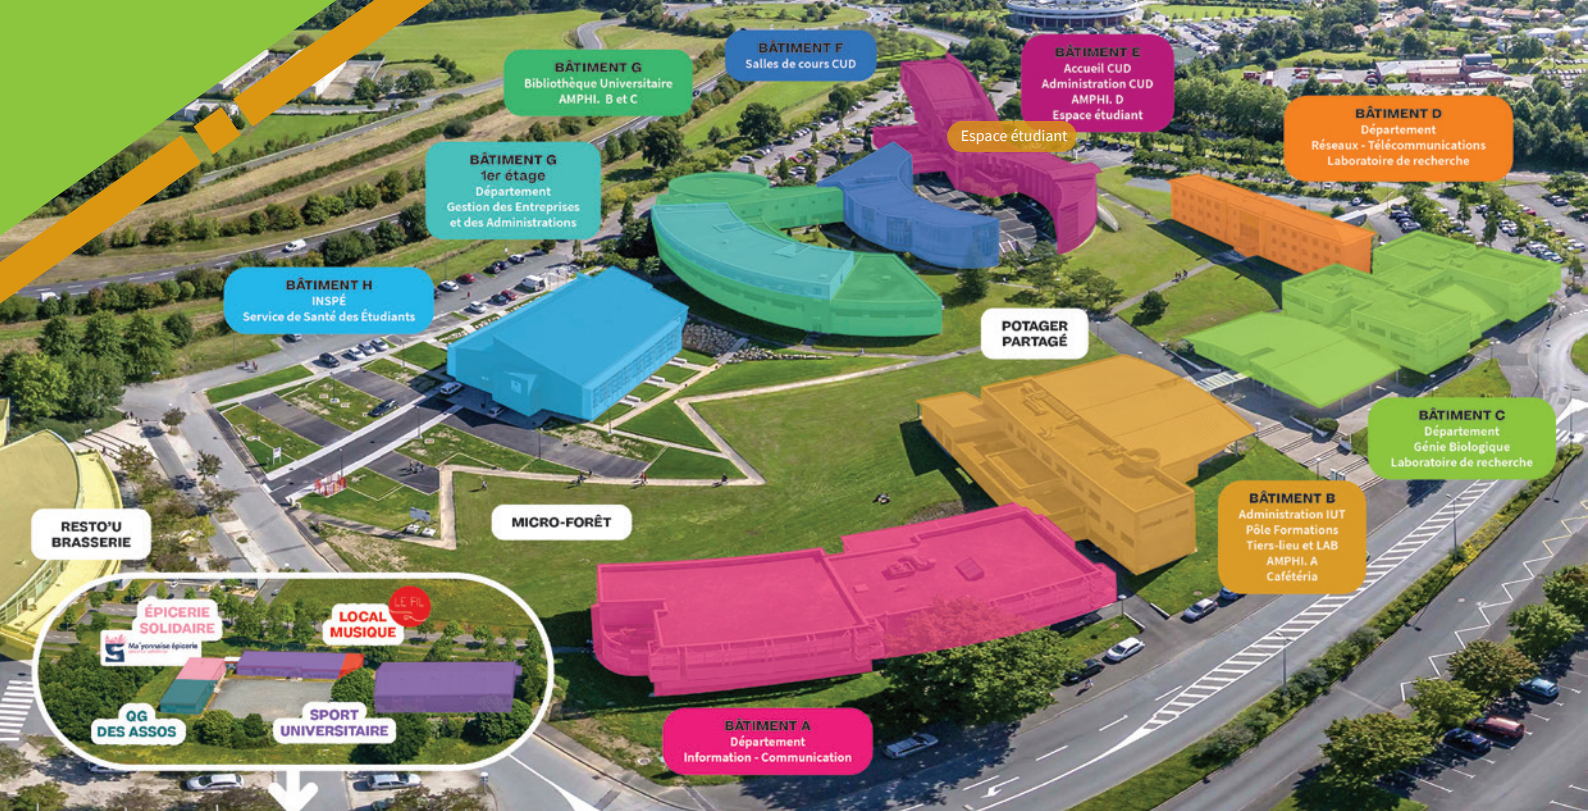 BÂTIMENT F
Salles de cours CUD
BÂTIMENT E
Accueil CUD
Administration CUD
AMPHI. D
Espace étudiant
Espace étudiant
BÂTIMENT G
Bibliothèque Universitaire
AMPHI. B et C
BÂTIMENT D
Département
Réseaux - Télécommunications
Laboratoire de recherche
BÂTIMENT G
1er étage
Département
Gestion des Entreprises
et des Administrations
BÂTIMENT H
INSPÉ
Service de Santé des Étudiants
POTAGER
PARTAGÉ
BÂTIMENT C
Département
Génie Biologique
Laboratoire de recherche
BÂTIMENT B
Administration IUT
Pôle Formations
Tiers-lieu et LAB
AMPHI. A
Cafétéria
MICRO-FORÊT
RESTO'U
BRASSERIE
ÉPICERIE
SOLIDAIRE
Ma'yonnaise épicerie
LE FIL
LOCAL
MUSIQUE
QG
DES ASSOS
SPORT
UNIVERSITAIRE
BÂTIMENT A
Département
Information - Communication